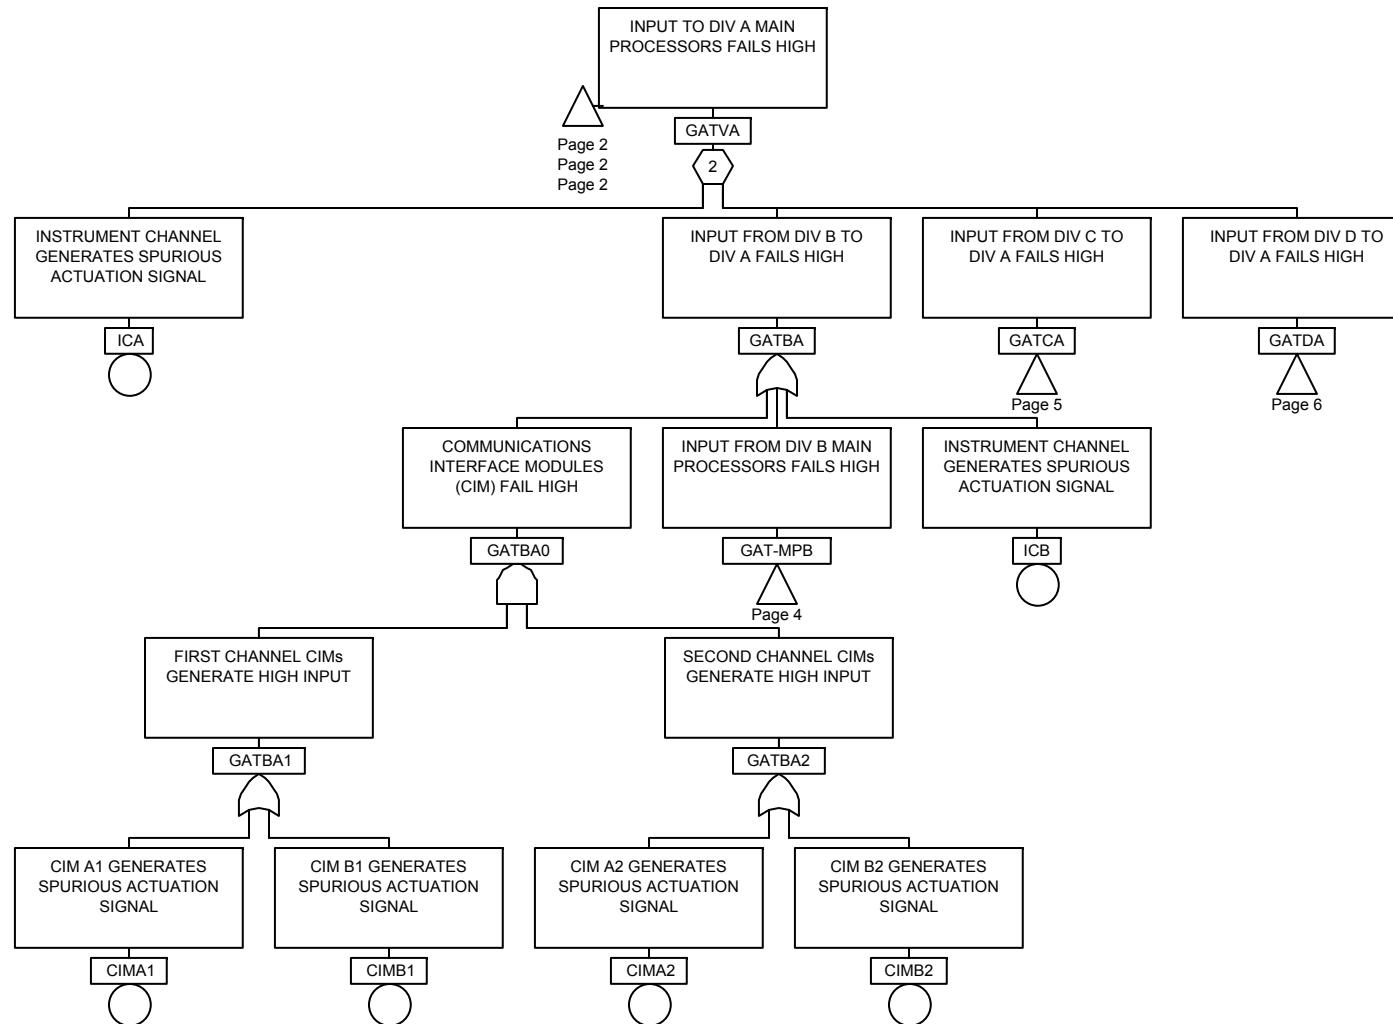 INPUT TO DIV A MAIN
PROCESSORS FAILS HIGH
GATVA
Page 2
Page 2
Page 2
2
INSTRUMENT CHANNEL
GENERATES SPURIOUS
ACTUATION SIGNAL
ICA
INPUT FROM DIV B TO
DIV A FAILS HIGH
GATBA
INPUT FROM DIV C TO
DIV A FAILS HIGH
GATCA
Page 5
INPUT FROM DIV D TO
DIV A FAILS HIGH
GATDA
Page 6
COMMUNICATIONS
INTERFACE MODULES
(CIM) FAIL HIGH
GATBA0
INPUT FROM DIV B MAIN
PROCESSORS FAILS HIGH
GAT-MPB
Page 4
INSTRUMENT CHANNEL
GENERATES SPURIOUS
ACTUATION SIGNAL
ICB
FIRST CHANNEL CIMs
GENERATE HIGH INPUT
GATBA1
SECOND CHANNEL CIMs
GENERATE HIGH INPUT
GATBA2
CIM A1 GENERATES
SPURIOUS ACTUATION
SIGNAL
CIMA1
CIM B1 GENERATES
SPURIOUS ACTUATION
SIGNAL
CIMB1
CIM A2 GENERATES
SPURIOUS ACTUATION
SIGNAL
CIMA2
CIM B2 GENERATES
SPURIOUS ACTUATION
SIGNAL
CIMB2